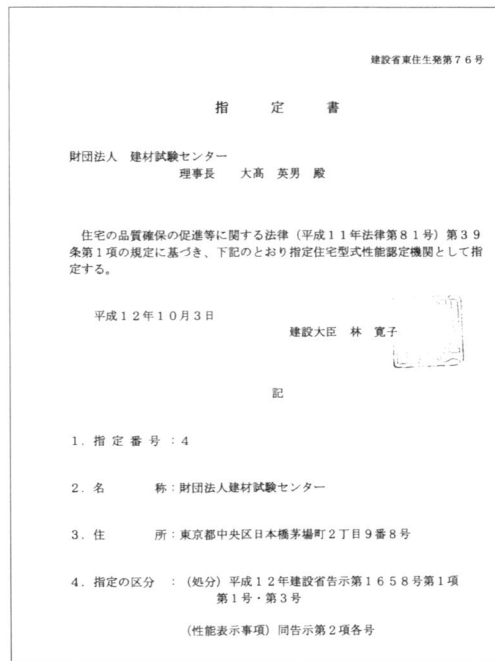 建設省東住生発第76号
指 定 書
財団法人 建材試験センター
理事長 大髙 英男 殿
住宅の品質確保の促進等に関する法律(平成11年法律第81号)第39
条第1項の規定に基づき、下記のとおり指定住宅型式性能認定機関として指
定する。
平成12年10月3日
建設大臣 林 寛子
記
1.指 定 番 号 :4
2.名 称:財団法人建材試験センター
3.住 所:東京都中央区日本橋茅場町2丁目9番8号
4.指定の区分 :(処分)平成12年建設省告示第1658号第1項
第1号・第3号
(性能表示事項)同告示第2項各号